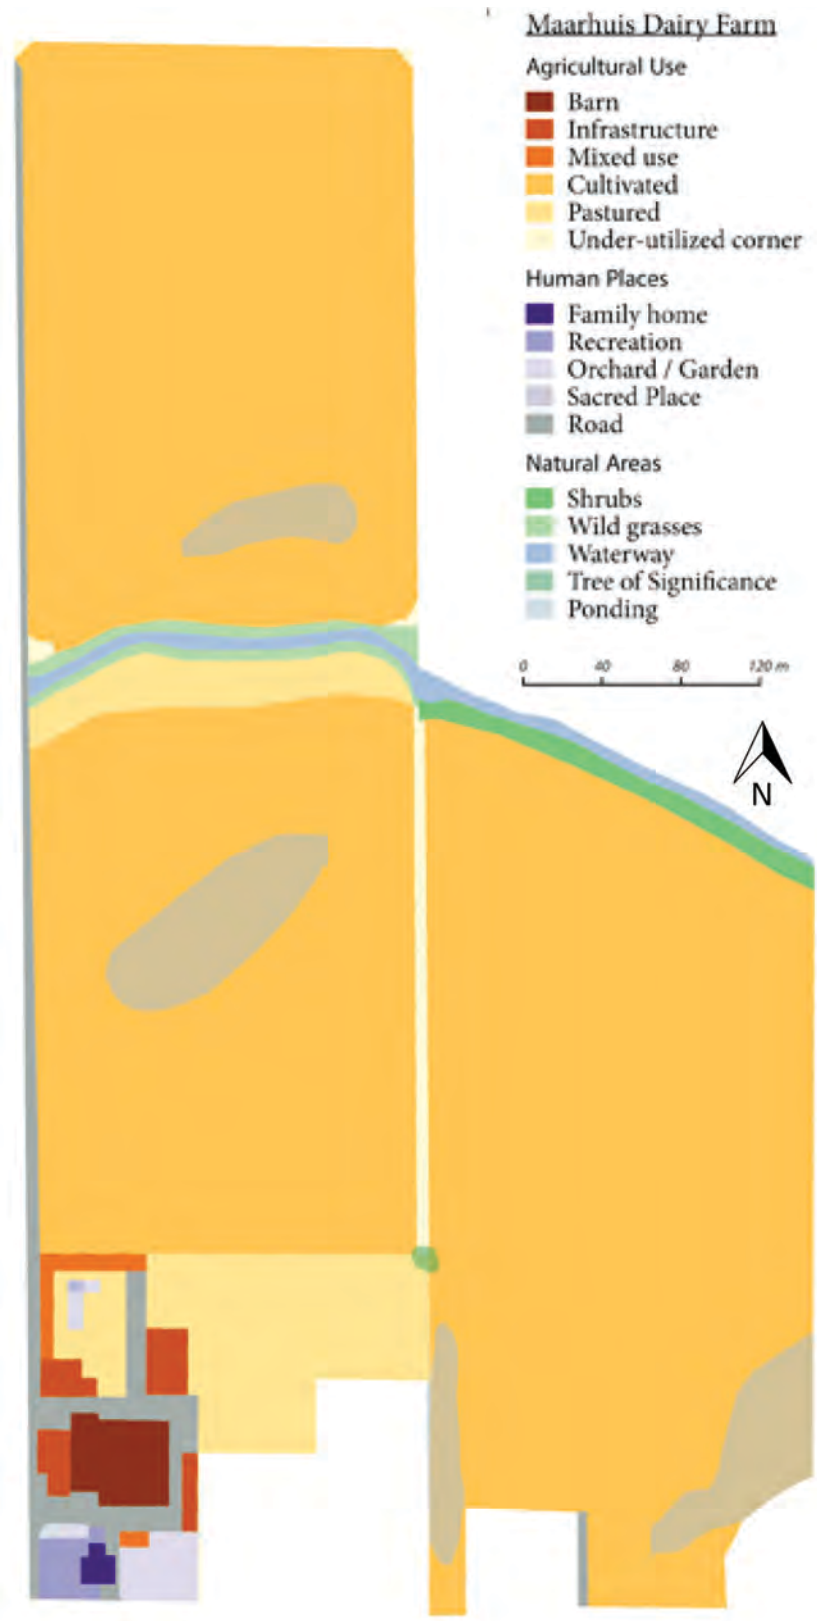 Maarhuis Dairy Farm
Agricultural Use
Barn
Infrastructure
Mixed use
Cultivated
Pastured
Under-utilized corner
Human Places
Family home
Recreation
Orchard / Garden
Sacred Place
Road
Natural Areas
Shrubs
Wild grasses
Waterway
Tree of Significance
Ponding
0 40 80 120 m
N